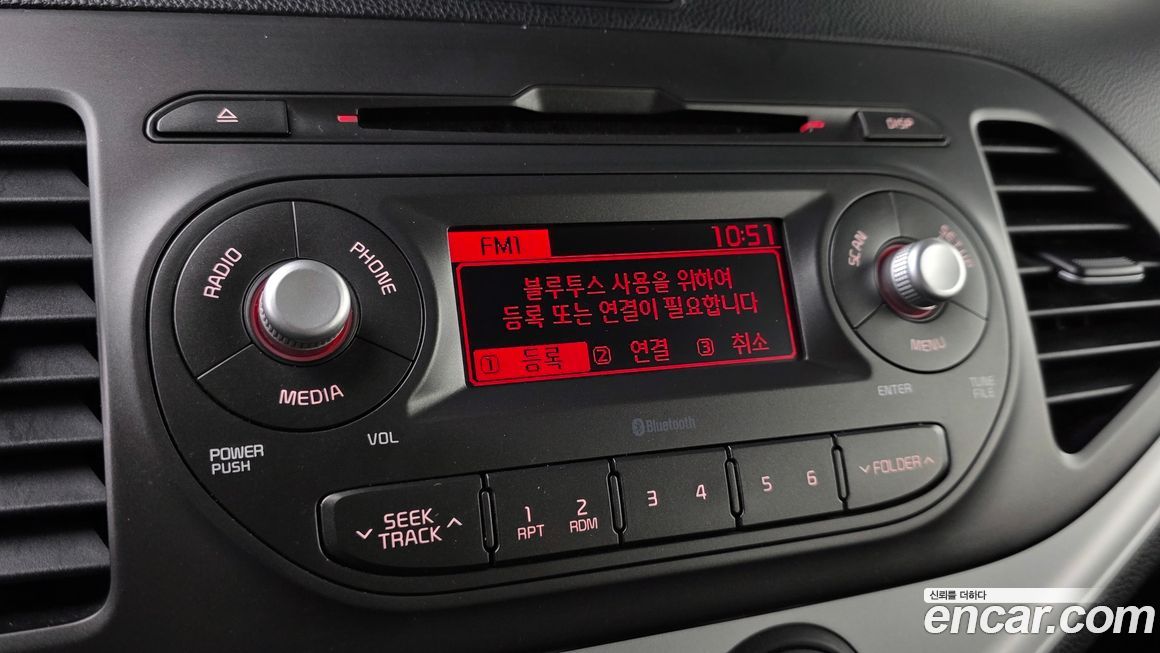 DISP
RADIO
PHONE
MEDIA
POWER
PUSH
VOL
FM1
10:51
블루투스 사용을 위하여
등록 또는 연결이 필요합니다
1 등록 2 연결 3 취소
SCAN
SETUP
MENU
ENTER
TUNE
FILE
Bluetooth
SEEK
TRACK
1
RPT
2
RDM
3
4
5
6
FOLDER
신뢰를 더하다
encar.com